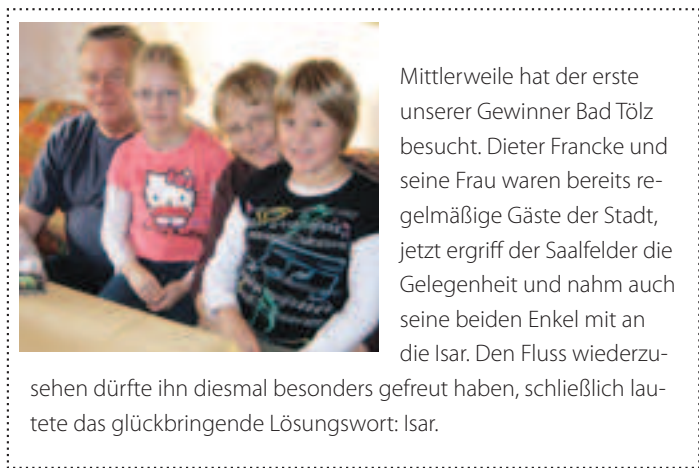 Mittlerweile hat der erste
unserer Gewinner Bad Tölz
besucht. Dieter Francke und
seine Frau waren bereits re-
gelmäßige Gäste der Stadt,
jetzt ergriff der Saalfelder die
Gelegenheit und nahm auch
seine beiden Enkel mit an
die Isar. Den Fluss wiederzu-
sehen dürfte ihn diesmal besonders gefreut haben, schließlich lau-
tete das glückbringende Lösungswort: Isar.